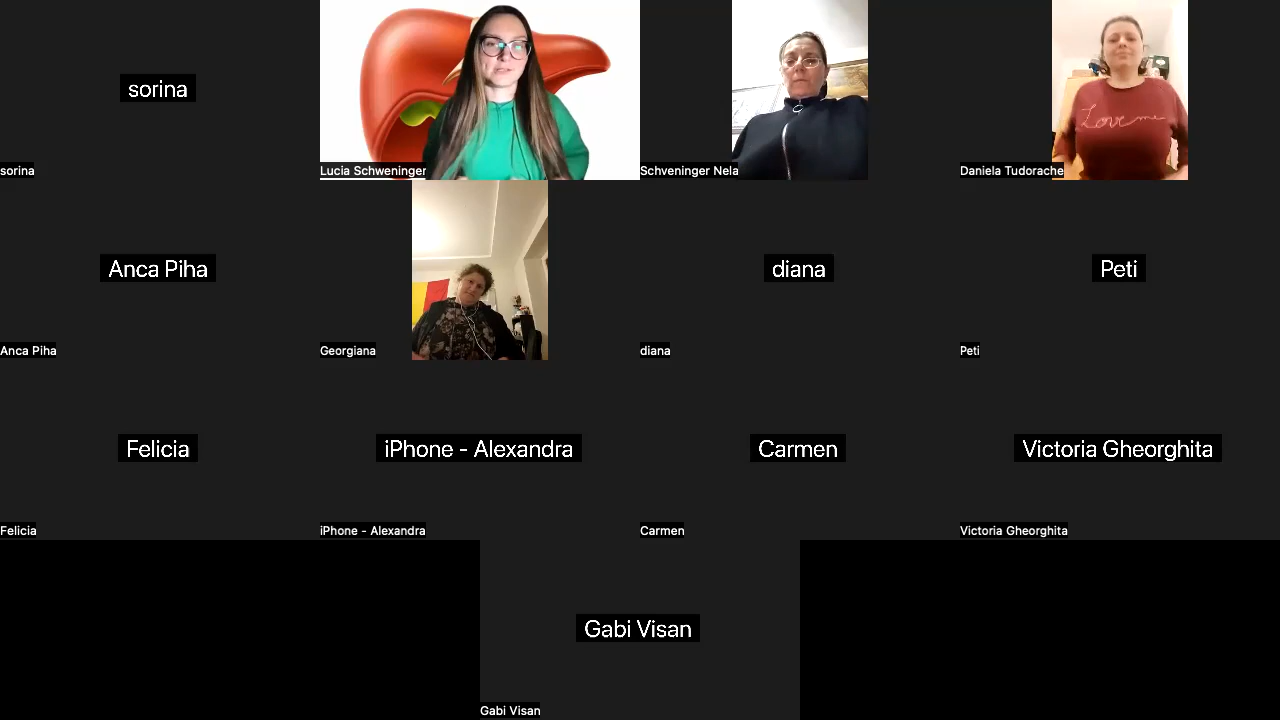 sorina
sorina
Lucia Schweninger
Schveninger Nela
Love me
Daniela Tudorache
Anca Piha
Anca Piha
Georgiana
diana
diana
Peti
Peti
Felicia
Felicia
iPhone - Alexandra
iPhone - Alexandra
Carmen
Carmen
Victoria Gheorghita
Victoria Gheorghita
Gabi Visan
Gabi Visan